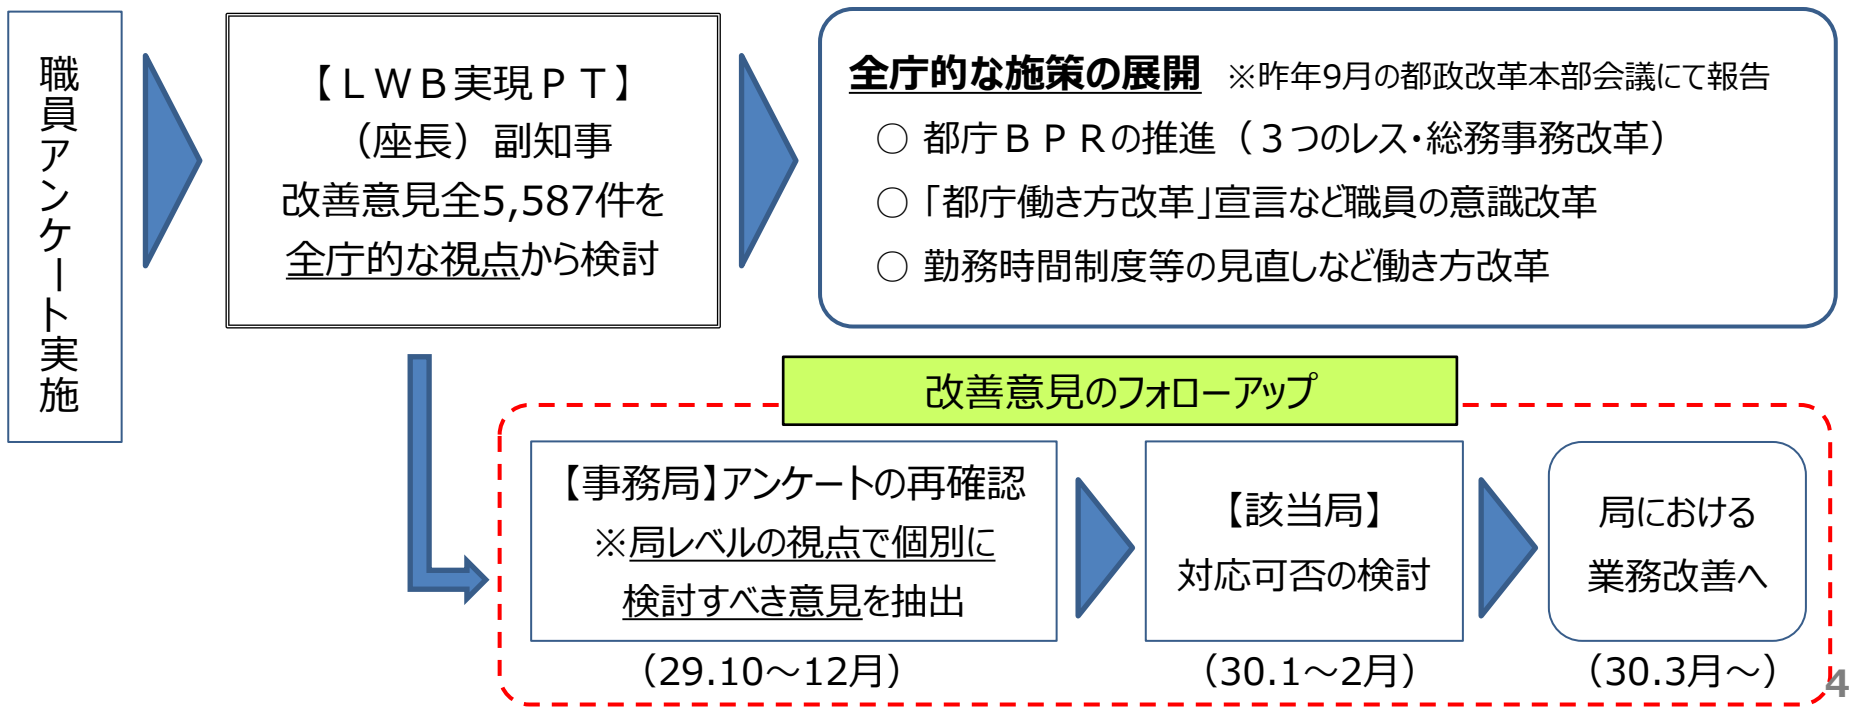 職員アンケート実施
【ＬＷＢ実現ＰＴ】
（座長）副知事
改善意見全5,587件を
全庁的な視点から検討
全庁的な施策の展開 ※昨年9月の都政改革本部会議にて報告
○ 都庁ＢＰＲの推進（３つのレス・総務事務改革）
○「都庁働き方改革」宣言など職員の意識改革
○ 勤務時間制度等の見直しなど働き方改革
改善意見のフォローアップ
【事務局】アンケートの再確認
※局レベルの視点で個別に
検討すべき意見を抽出
（29.10～12月）
【該当局】
対応可否の検討
（30.1～2月）
局における
業務改善へ
（30.3月～）
4